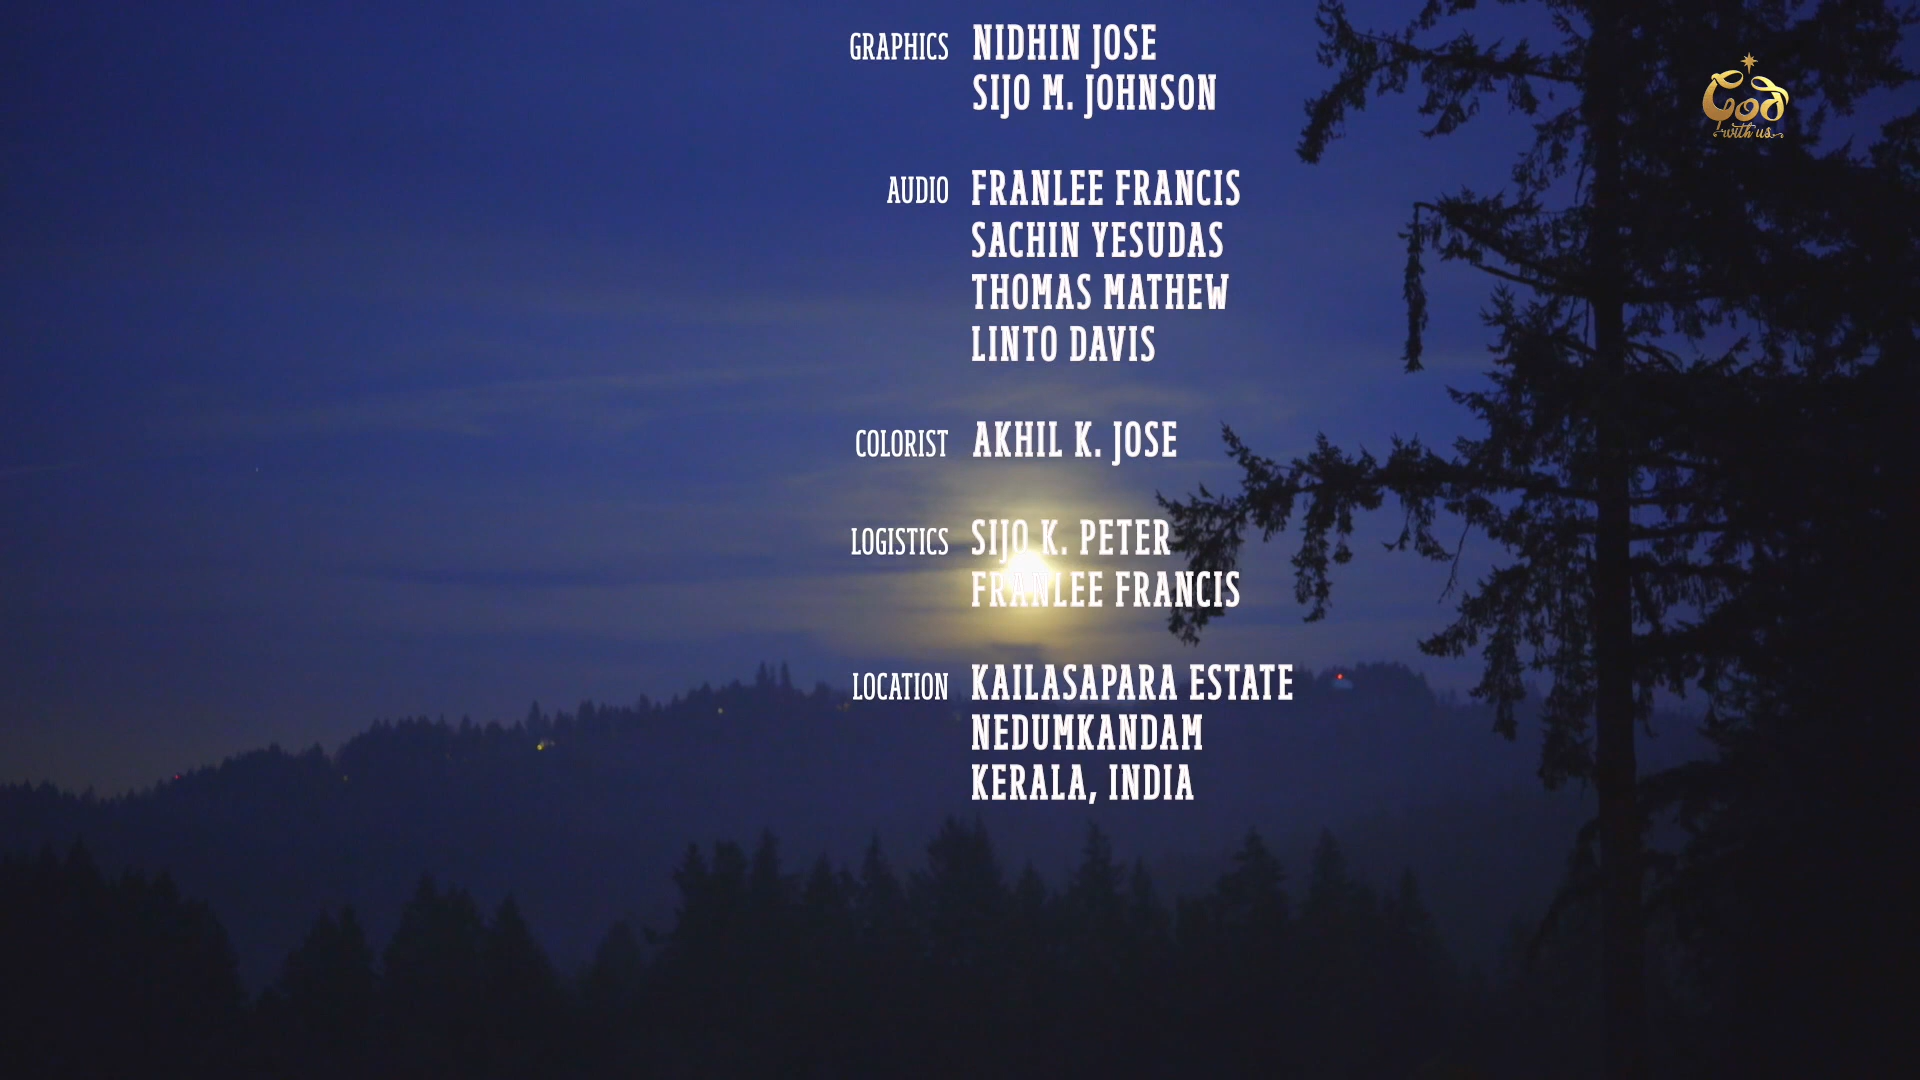 GRAPHICS NIDHIN JOSE
SIJO M. JOHNSON
AUDIO FRANLEE FRANCIS
SACHIN YESUDAS
THOMAS MATHEW
LINTO DAVIS
COLORIST AKHIL K. JOSE
LOGISTICS SIJO K. PETER
FRANLEE FRANCIS
LOCATION KAILASAPARA ESTATE
NEDUMKANDAM
KERALA, INDIA
God
with us